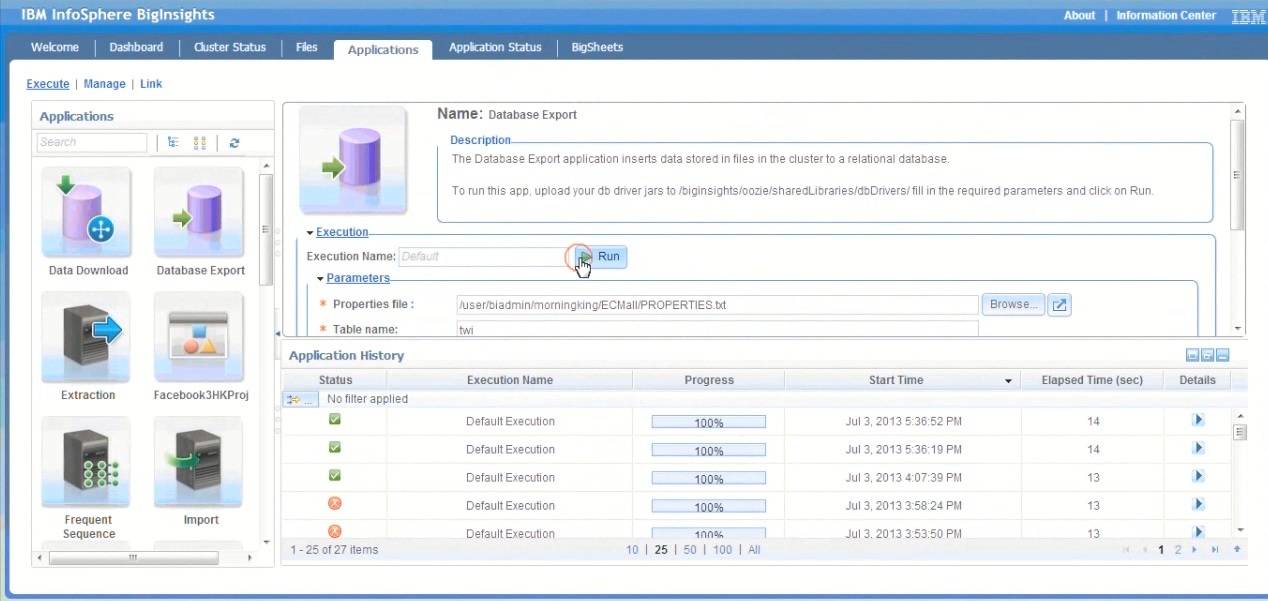 IBM InfoSphere BigInsights
About | Information Center IBM
Welcome Dashboard Cluster Status Files Applications Application Status BigSheets
Execute | Manage | Link
Applications
Search
Data Download
Database Export
Extraction
Facebook3HKProj
Frequent
Sequence
Import
Name: Database Export
Description
The Database Export application inserts data stored in files in the cluster to a relational database.
To run this app, upload your db driver jars to /biginsights/oozie/sharedLibraries/dbDrivers/ fill in the required parameters and click on Run.
Execution
Execution Name: Default Run
Parameters
* Properties file : /user/biadmin/morningking/ECMall/PROPERTIES.txt Browse...
* Table name: twi
Application History
Status Execution Name Progress Start Time Elapsed Time (sec) Details
... No filter applied
Default Execution 100% Jul 3, 2013 5:36:52 PM 14
Default Execution 100% Jul 3, 2013 5:36:19 PM 14
Default Execution 100% Jul 3, 2013 4:07:39 PM 13
Default Execution 100% Jul 3, 2013 3:58:24 PM 13
Default Execution 100% Jul 3, 2013 3:53:50 PM 13
1 - 25 of 27 items 10 | 25 | 50 | 100 | All 1 2